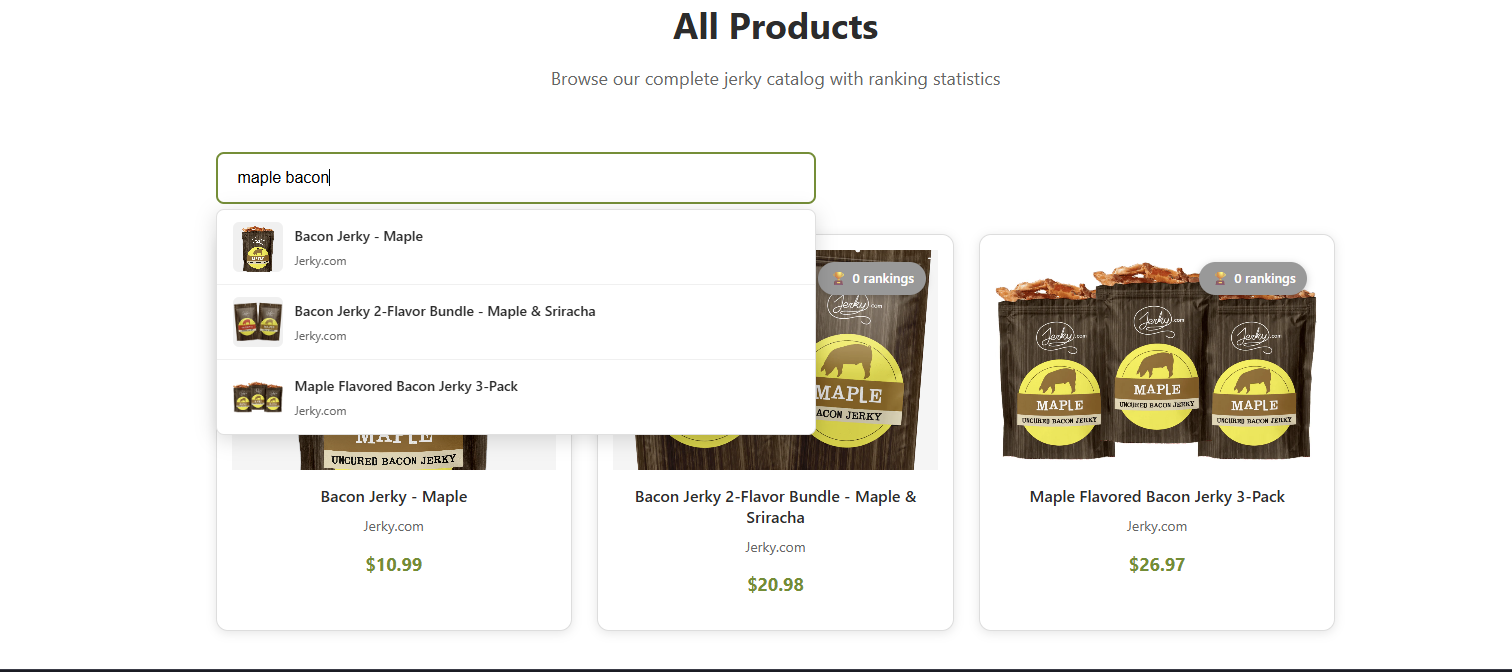 All Products
Browse our complete jerky catalog with ranking statistics
maple bacon
Bacon Jerky - Maple
Jerky.com
Bacon Jerky 2-Flavor Bundle - Maple & Sriracha
Jerky.com
Maple Flavored Bacon Jerky 3-Pack
Jerky.com
MAPLE
UNCURED BACON JERKY
Bacon Jerky - Maple
Jerky.com
$10.99
🏆 0 rankings
Jerky.com
MAPLE
BACON JERKY
Bacon Jerky 2-Flavor Bundle - Maple &
Sriracha
Jerky.com
$20.98
🏆 0 rankings
Jerky.com
Jerky.com
Jerky.com
MAPLE
UNCURED BACON JERKY
MAPLE
UNCURED BACON JERKY
MAPLE
UNCURED BACON JERKY
Maple Flavored Bacon Jerky 3-Pack
Jerky.com
$26.97